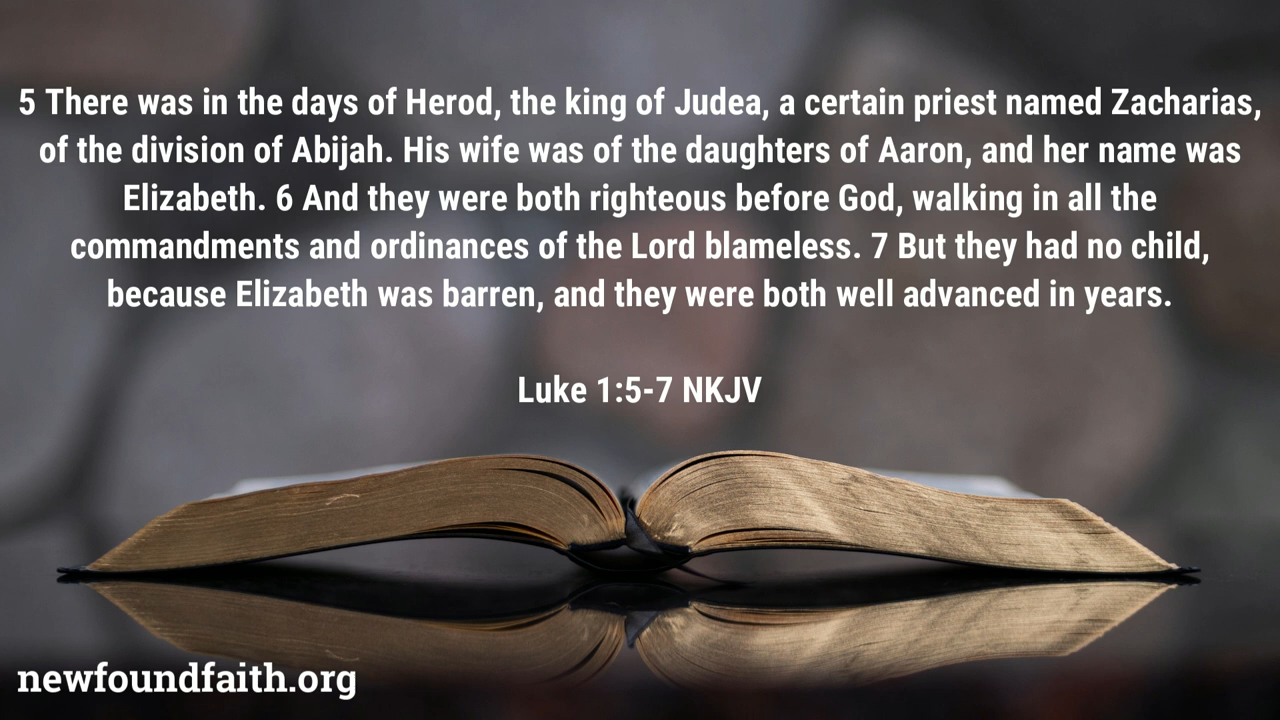 5 There was in the days of Herod, the king of Judea, a certain priest named Zacharias,
of the division of Abijah. His wife was of the daughters of Aaron, and her name was
Elizabeth. 6 And they were both righteous before God, walking in all the
commandments and ordinances of the Lord blameless. 7 But they had no child,
because Elizabeth was barren, and they were both well advanced in years.
Luke 1:5-7 NKJV
newfoundfaith.org